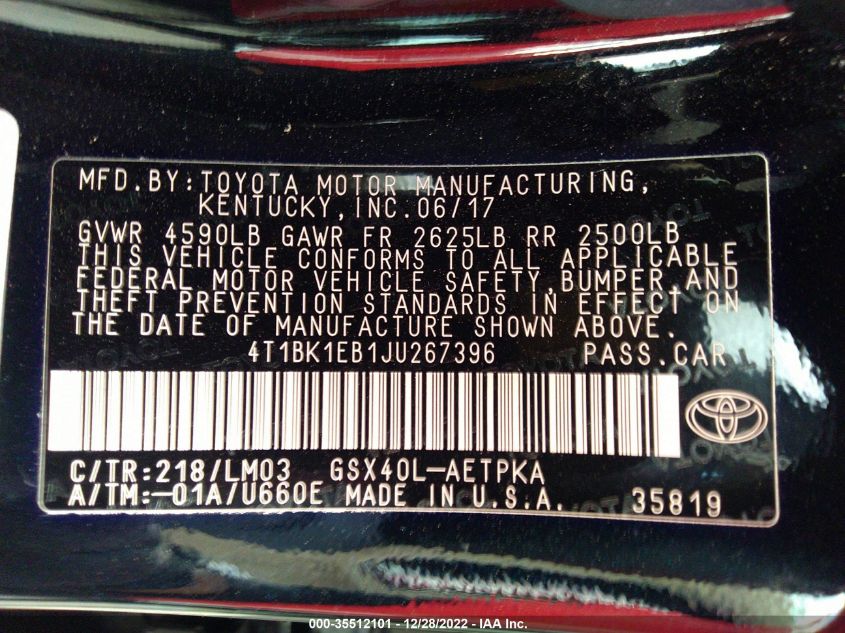 MFD.BY:TOYOTA MOTOR MANUFACTURING,
KENTUCKY,INC.06/17
GVWR 4590LB GAWR FR 2625LB RR 2500LB
THIS VEHICLE CONFORMS TO ALL APPLICABLE
FEDERAL MOTOR VEHICLE SAFETY,BUMPER,AND
THEFT PREVENTION STANDARDS IN EFFECT ON
THE DATE OF MANUFACTURE SHOWN ABOVE.
4T1BK1EB1JU267396 PASS.CAR
C/TR:218/LM03 GSX40L-AETPKA
A/TM:-01A/U660E MADE IN U.S.A. 35819
000-35512101 - 12/28/2022 - IAA Inc.